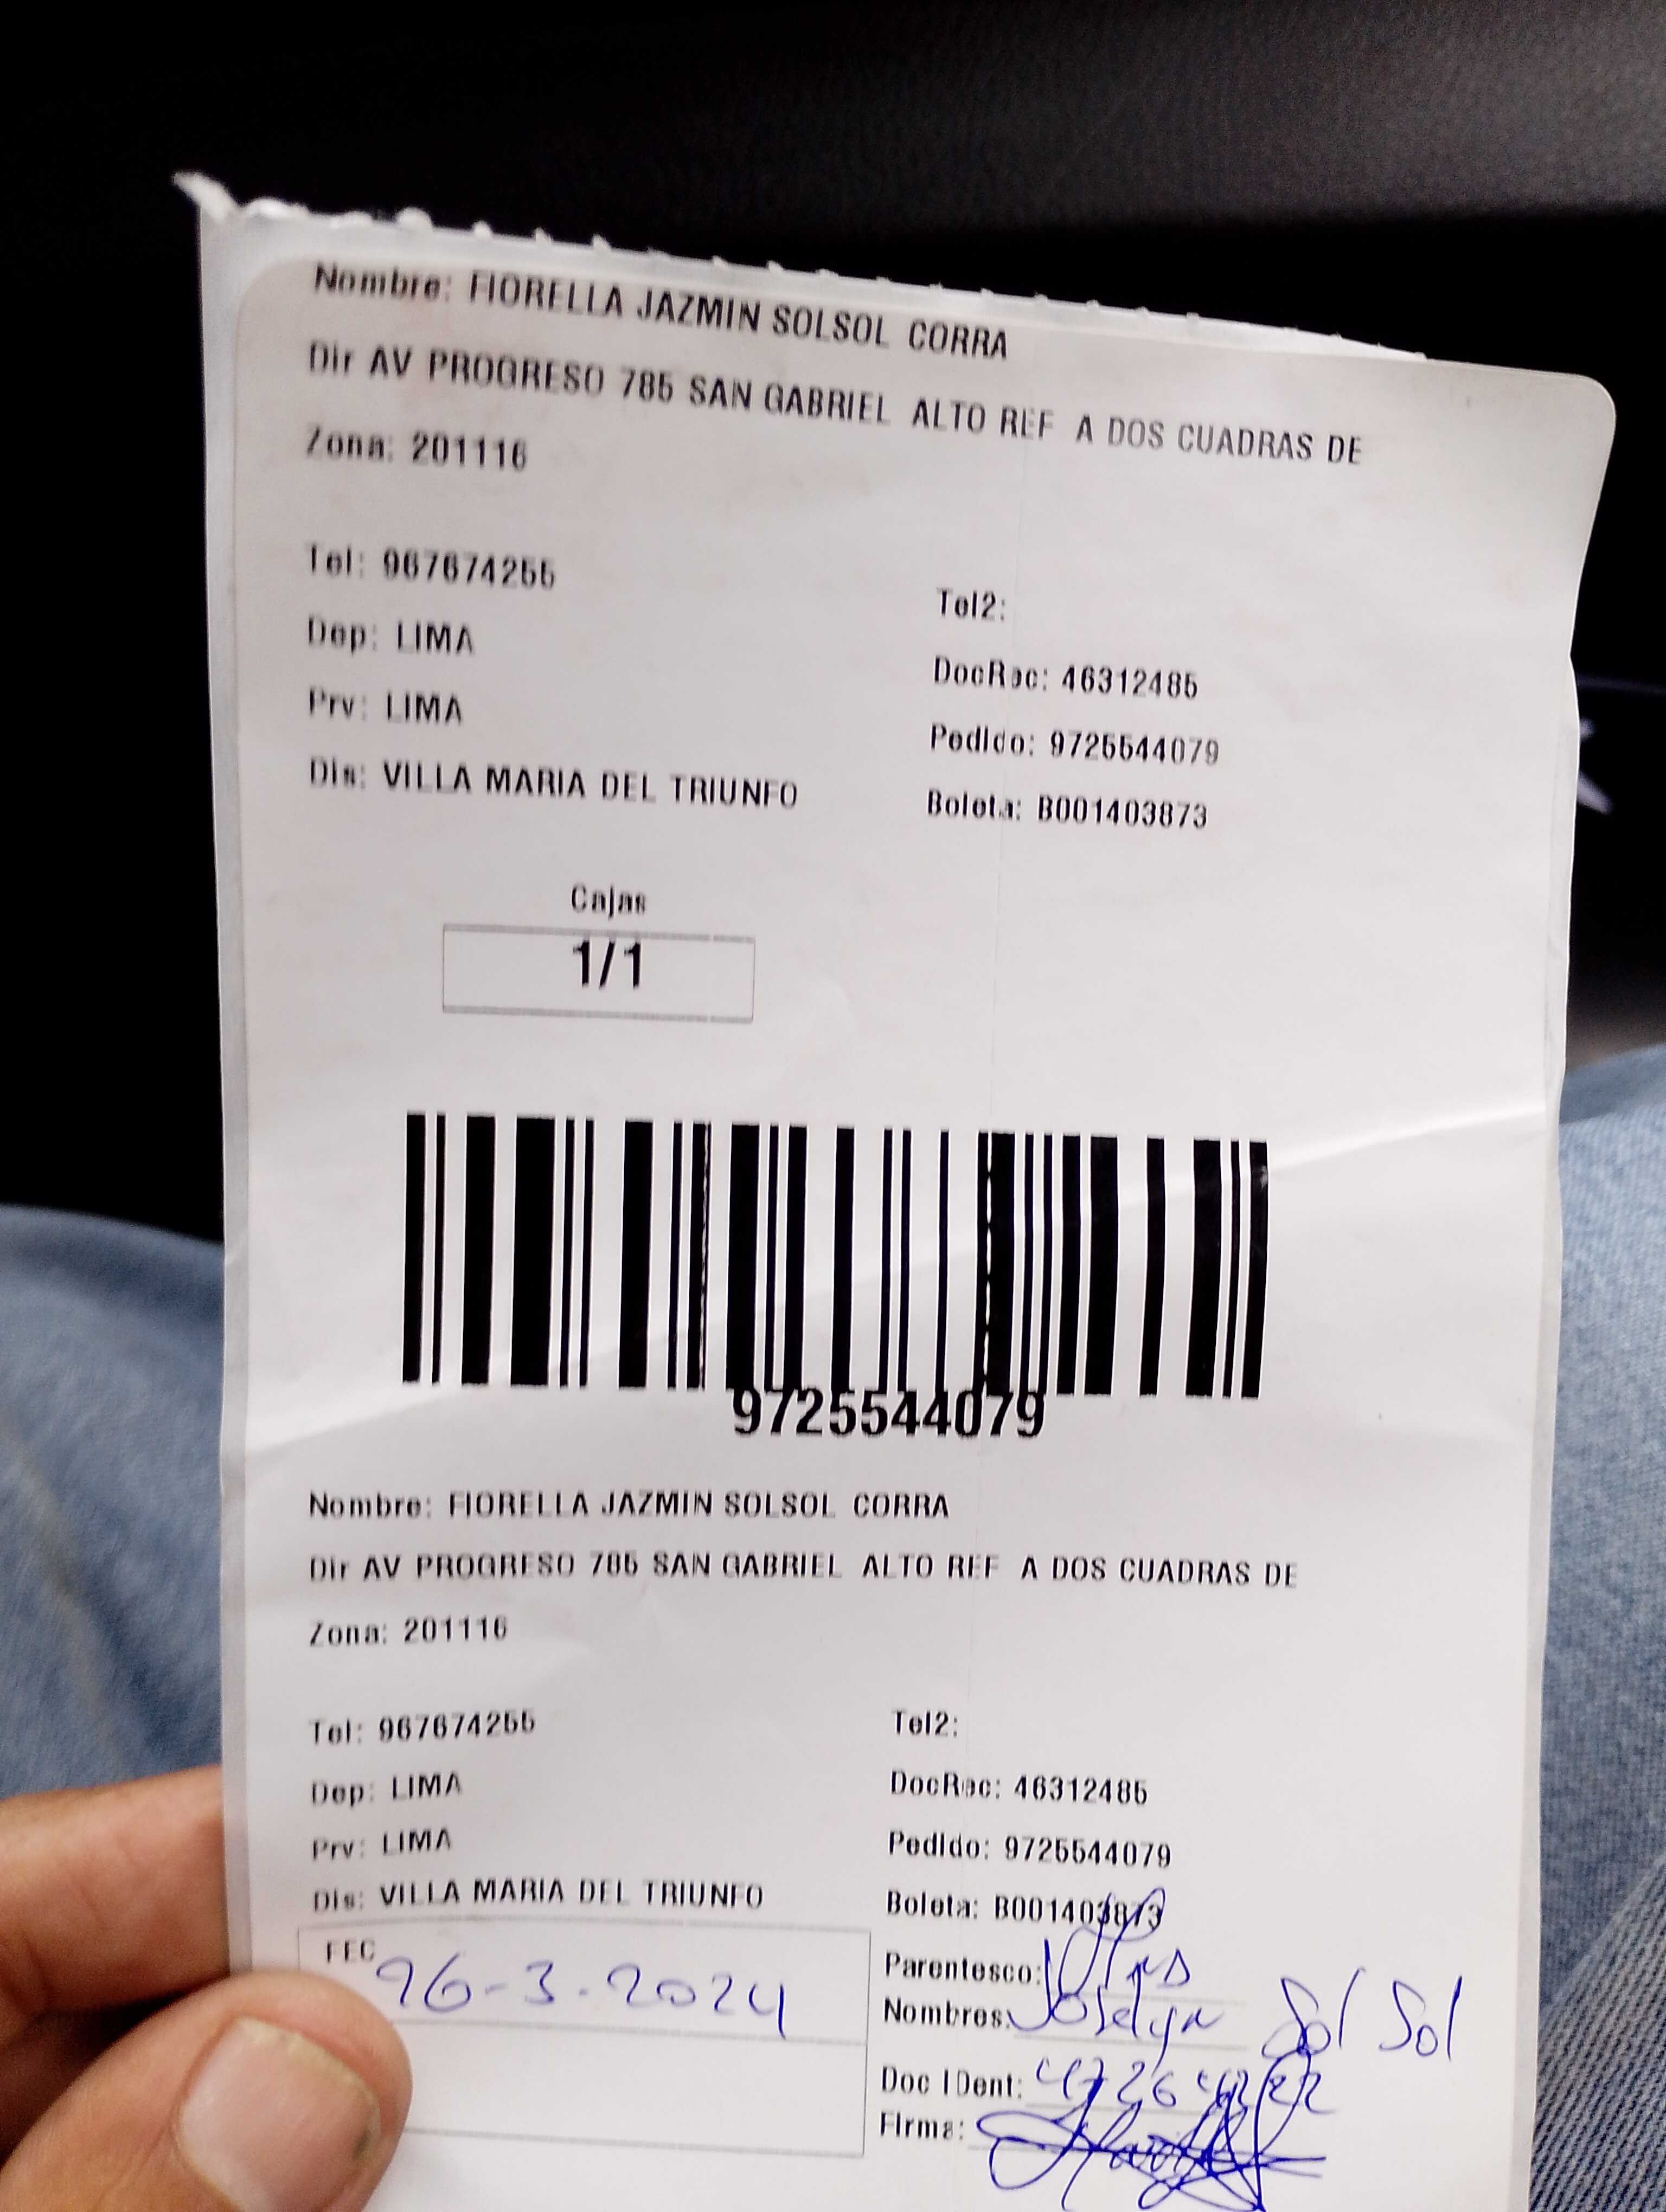 Nombre: FIORELLA JAZMIN SOLSOL CORRA
Dir AV PROGRESO 785 SAN GABRIEL ALTO REF A DOS CUADRAS DE
Zona: 201116
Tel: 967674255
Tel2:
Dep: LIMA
DocRec: 46312485
Prv: LIMA
Pedido: 9725544079
Dis: VILLA MARIA DEL TRIUNFO
Boleta: B001403873
Cajas
1/1
9725544079
Nombre: FIORELLA JAZMIN SOLSOL CORRA
Dir AV PROGRESO 785 SAN GABRIEL ALTO REF A DOS CUADRAS DE
Zona: 201116
Tel: 967674255
Tel2:
Dep: LIMA
DocRec: 46312485
Prv: LIMA
Pedido: 9725544079
Dis: VILLA MARIA DEL TRIUNFO
Boleta: B001403873
FEC
26-3-2024
Parentesco:
Nombres: Joselyn Sol Sol
Doc IDent:
Firma: